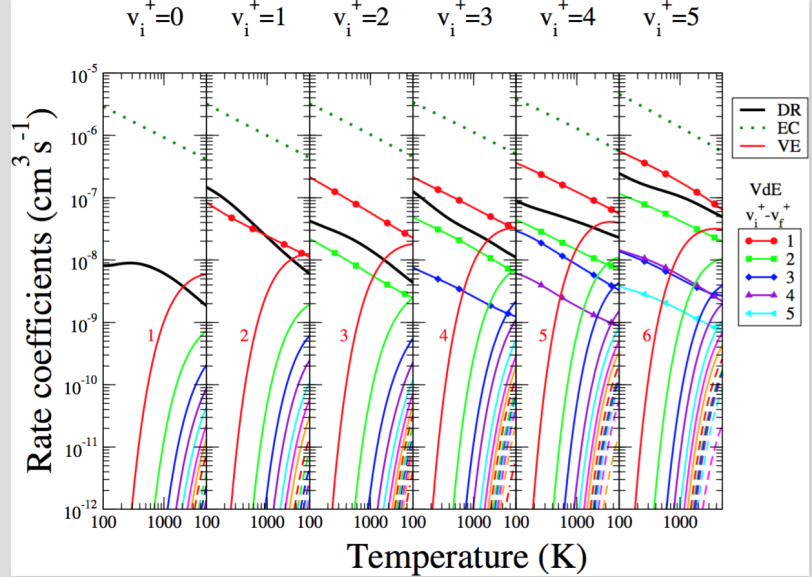 v_i^+=0 v_i^+=1 v_i^+=2 v_i^+=3 v_i^+=4 v_i^+=5
Rate coefficients (cm^3 s^-1)
10^-5
10^-6
10^-7
10^-8
10^-9
10^-10
10^-11
10^-12
1 2 3 4 5 6
100 1000 100 1000 100 1000 100 1000 100 1000 100 1000
Temperature (K)
DR
EC
VE
VdE
v_i^+-v_f^+
1
2
3
4
5